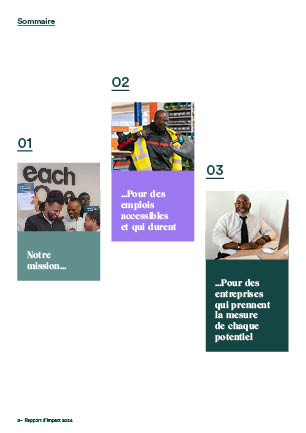 Sommaire
01
each
one
Notre
mission...
02
...Pour des
emplois
accessibles
et qui durent
03
...Pour des
entreprises
qui prennent
la mesure
de chaque
potentiel
2– Rapport d'impact 2024